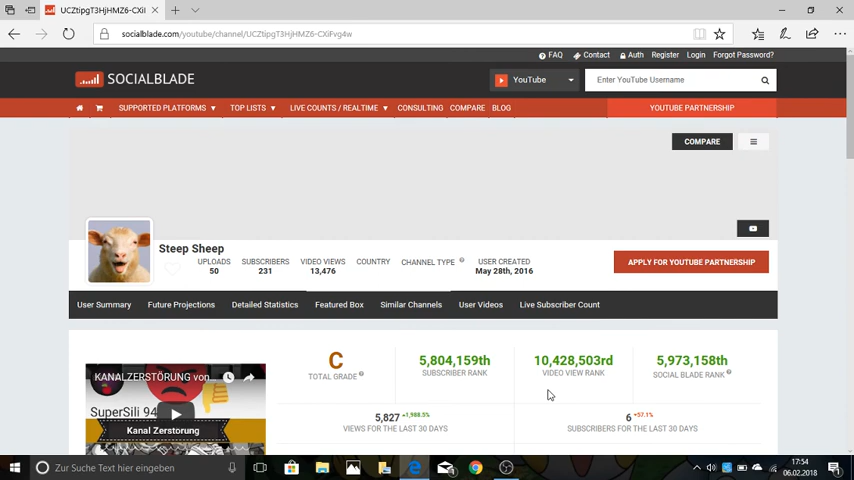 UCZtipgT3HjHMZ6-CXiF
socialblade.com/youtube/channel/UCZtipgT3HjHMZ6-CXiFvg4w
FAQ Contact Auth Register Login Forgot Password?
SOCIALBLADE YouTube Enter YouTube Username
SUPPORTED PLATFORMS TOP LISTS LIVE COUNTS / REALTIME CONSULTING COMPARE BLOG YOUTUBE PARTNERSHIP
COMPARE
Steep Sheep
UPLOADS SUBSCRIBERS VIDEO VIEWS COUNTRY CHANNEL TYPE USER CREATED
50 231 13,476 May 28th, 2016
APPLY FOR YOUTUBE PARTNERSHIP
User Summary Future Projections Detailed Statistics Featured Box Similar Channels User Videos Live Subscriber Count
C 5,804,159th 10,428,503rd 5,973,158th
TOTAL GRADE SUBSCRIBER RANK VIDEO VIEW RANK SOCIAL BLADE RANK
KANALZERSTÖRUNG von
SuperSili 94
Kanal Zerstorung
5,827 +1,988.5% 6 +57.1%
VIEWS FOR THE LAST 30 DAYS SUBSCRIBERS FOR THE LAST 30 DAYS
Zur Suche Text hier eingeben
17:54
06.02.2018